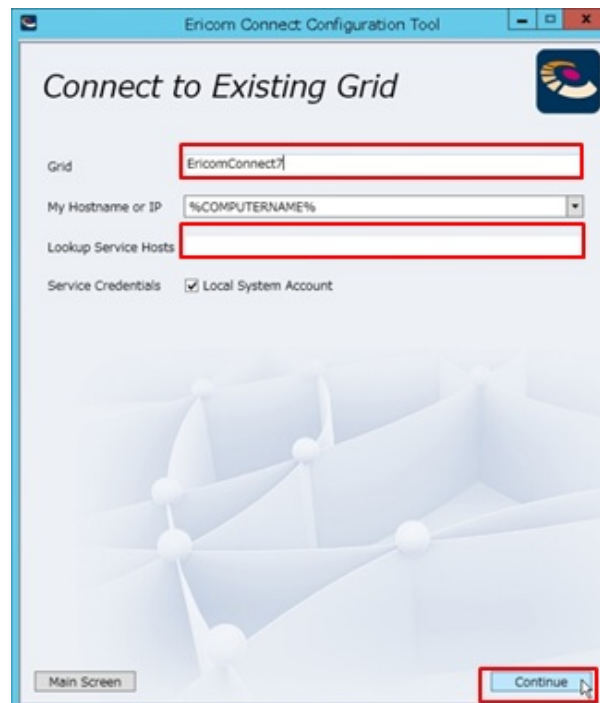 Ericom Connect Configuration Tool
Connect to Existing Grid
Grid EricomConnect7
My Hostname or IP %COMPUTERNAME%
Lookup Service Hosts
Service Credentials Local System Account
Main Screen Continue